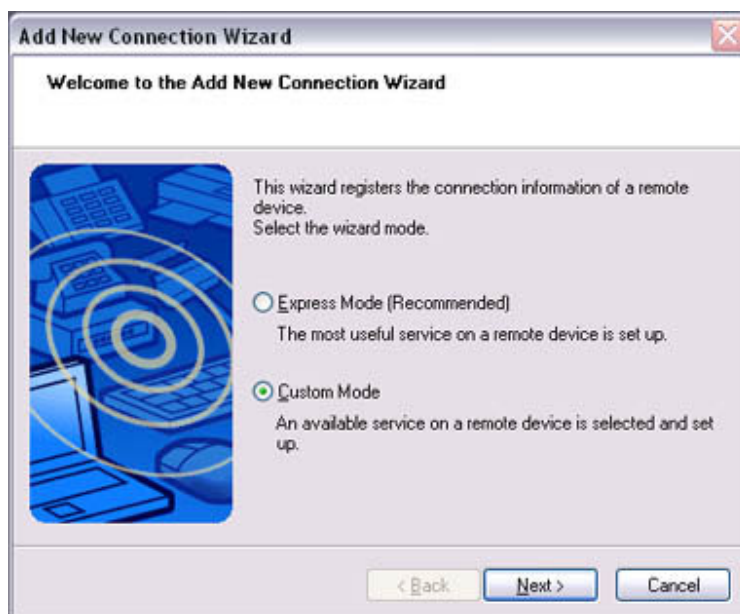 Add New Connection Wizard
Welcome to the Add New Connection Wizard
This wizard registers the connection information of a remote
device.
Select the wizard mode.
Express Mode (Recommended)
The most useful service on a remote device is set up.
Custom Mode
An available service on a remote device is selected and set
up.
< Back
Next >
Cancel